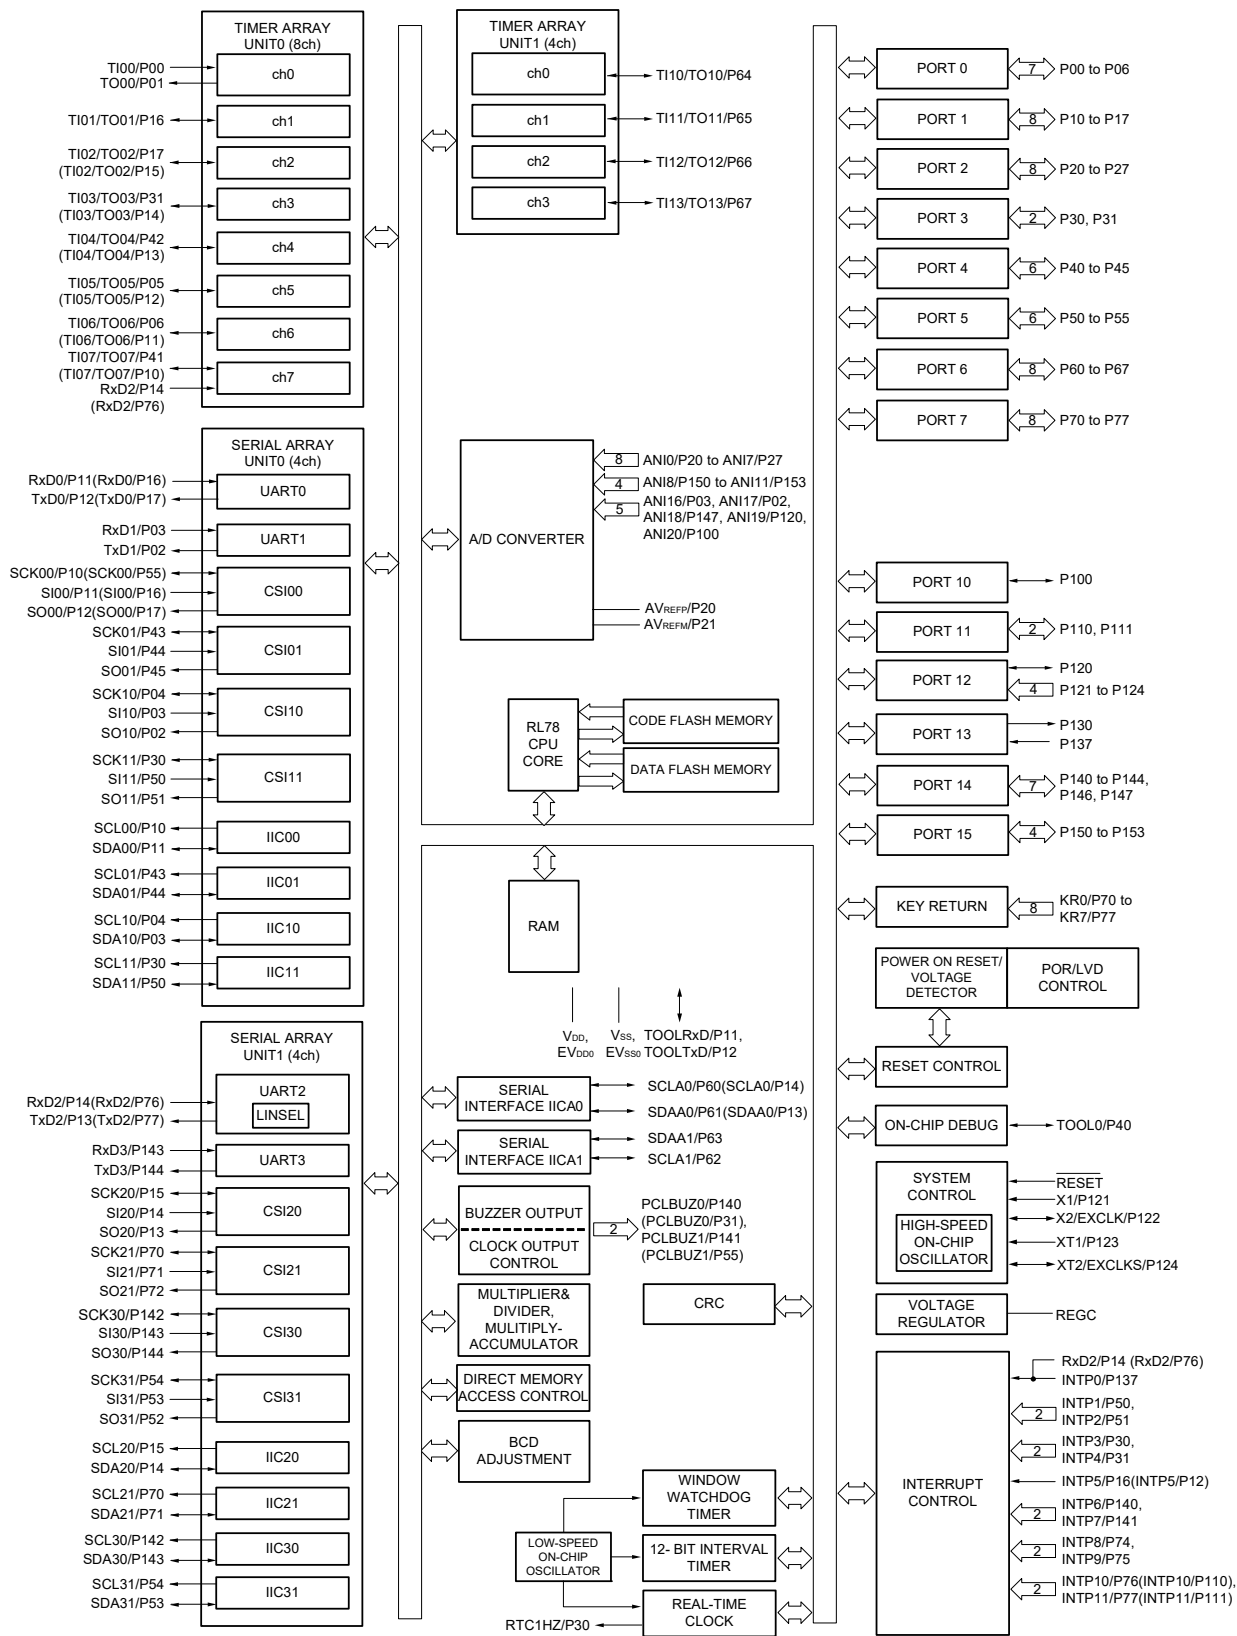 TIMER ARRAY
UNIT0 (8ch)
ch0
TI00/P00
TO00/P01
ch1
TI01/TO01/P16
ch2
TI02/TO02/P17
(TI02/TO02/P15)
ch3
TI03/TO03/P31
(TI03/TO03/P14)
ch4
TI04/TO04/P42
(TI04/TO04/P13)
ch5
TI05/TO05/P05
(TI05/TO05/P12)
ch6
TI06/TO06/P06
(TI06/TO06/P11)
ch7
TI07/TO07/P41
(TI07/TO07/P10)
RxD2/P14
(RxD2/P76)
SERIAL ARRAY
UNIT0 (4ch)
UART0
RxD0/P11(RxD0/P16)
TxD0/P12(TxD0/P17)
UART1
RxD1/P03
TxD1/P02
CSI00
SCK00/P10(SCK00/P55)
SI00/P11(SI00/P16)
SO00/P12(SO00/P17)
CSI01
SCK01/P43
SI01/P44
SO01/P45
CSI10
SCK10/P04
SI10/P03
SO10/P02
CSI11
SCK11/P30
SI11/P50
SO11/P51
IIC00
SCL00/P10
SDA00/P11
IIC01
SCL01/P43
SDA01/P44
IIC10
SCL10/P04
SDA10/P03
IIC11
SCL11/P30
SDA11/P50
SERIAL ARRAY
UNIT1 (4ch)
UART2
LINSEL
RxD2/P14(RxD2/P76)
TxD2/P13(TxD2/P77)
UART3
RxD3/P143
TxD3/P144
CSI20
SCK20/P15
SI20/P14
SO20/P13
CSI21
SCK21/P70
SI21/P71
SO21/P72
CSI30
SCK30/P142
SI30/P143
SO30/P144
CSI31
SCK31/P54
SI31/P53
SO31/P52
IIC20
SCL20/P15
SDA20/P14
IIC21
SCL21/P70
SDA21/P71
IIC30
SCL30/P142
SDA30/P143
IIC31
SCL31/P54
SDA31/P53
TIMER ARRAY
UNIT1 (4ch)
ch0
TI10/TO10/P64
ch1
TI11/TO11/P65
ch2
TI12/TO12/P66
ch3
TI13/TO13/P67
A/D CONVERTER
8 ANI0/P20 to ANI7/P27
4 ANI8/P150 to ANI11/P153
5 ANI16/P03, ANI17/P02,
ANI18/P147, ANI19/P120,
ANI20/P100
AVREFP/P20
AVREFM/P21
RL78
CPU
CORE
CODE FLASH MEMORY
DATA FLASH MEMORY
RAM
VDD,
EVDD0
VSS,
EVSS0
TOOLRxD/P11,
TOOLTxD/P12
SERIAL
INTERFACE IICA0
SCLA0/P60(SCLA0/P14)
SDAA0/P61(SDAA0/P13)
SERIAL
INTERFACE IICA1
SDAA1/P63
SCLA1/P62
BUZZER OUTPUT
CLOCK OUTPUT
CONTROL
2
PCLBUZ0/P140
(PCLBUZ0/P31),
PCLBUZ1/P141
(PCLBUZ1/P55)
MULTIPLIER&
DIVIDER,
MULITIPLY-
ACCUMULATOR
CRC
DIRECT MEMORY
ACCESS CONTROL
BCD
ADJUSTMENT
WINDOW
WATCHDOG
TIMER
LOW-SPEED
ON-CHIP
OSCILLATOR
12- BIT INTERVAL
TIMER
REAL-TIME
CLOCK
RTC1HZ/P30
PORT 0
7 P00 to P06
PORT 1
8 P10 to P17
PORT 2
8 P20 to P27
PORT 3
2 P30, P31
PORT 4
6 P40 to P45
PORT 5
6 P50 to P55
PORT 6
8 P60 to P67
PORT 7
8 P70 to P77
PORT 10
P100
PORT 11
2 P110, P111
PORT 12
P120
4 P121 to P124
PORT 13
P130
P137
PORT 14
7 P140 to P144,
P146, P147
PORT 15
4 P150 to P153
KEY RETURN
8 KR0/P70 to
KR7/P77
POWER ON RESET/
VOLTAGE
DETECTOR
POR/LVD
CONTROL
RESET CONTROL
ON-CHIP DEBUG
TOOL0/P40
SYSTEM
CONTROL
HIGH-SPEED
ON-CHIP
OSCILLATOR
RESET
X1/P121
X2/EXCLK/P122
XT1/P123
XT2/EXCLKS/P124
VOLTAGE
REGULATOR
REGC
INTERRUPT
CONTROL
RxD2/P14 (RxD2/P76)
INTP0/P137
2 INTP1/P50,
INTP2/P51
2 INTP3/P30,
INTP4/P31
INTP5/P16(INTP5/P12)
2 INTP6/P140,
INTP7/P141
2 INTP8/P74,
INTP9/P75
2 INTP10/P76(INTP10/P110),
INTP11/P77(INTP11/P111)